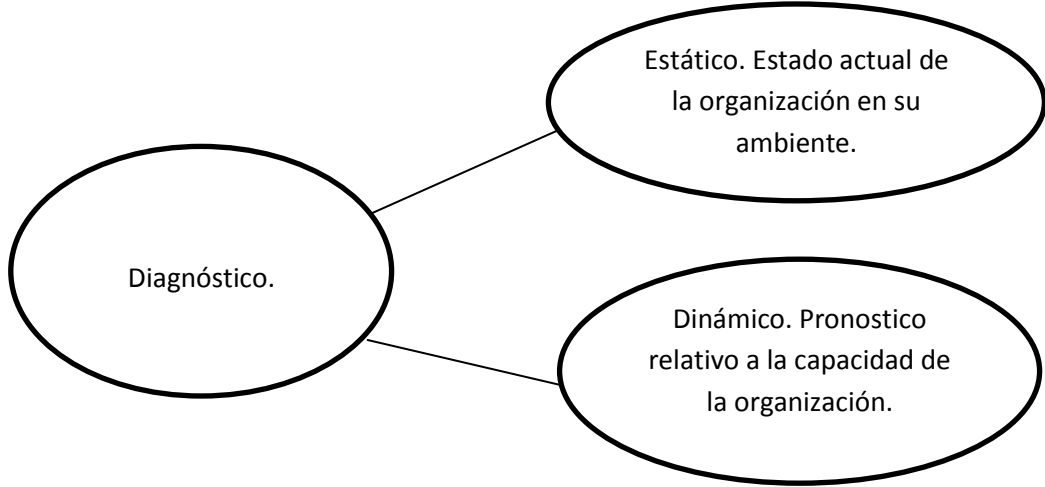 Estático. Estado actual de
la organización en su
ambiente.
Diagnóstico.
Dinámico. Pronostico
relativo a la capacidad de
la organización.